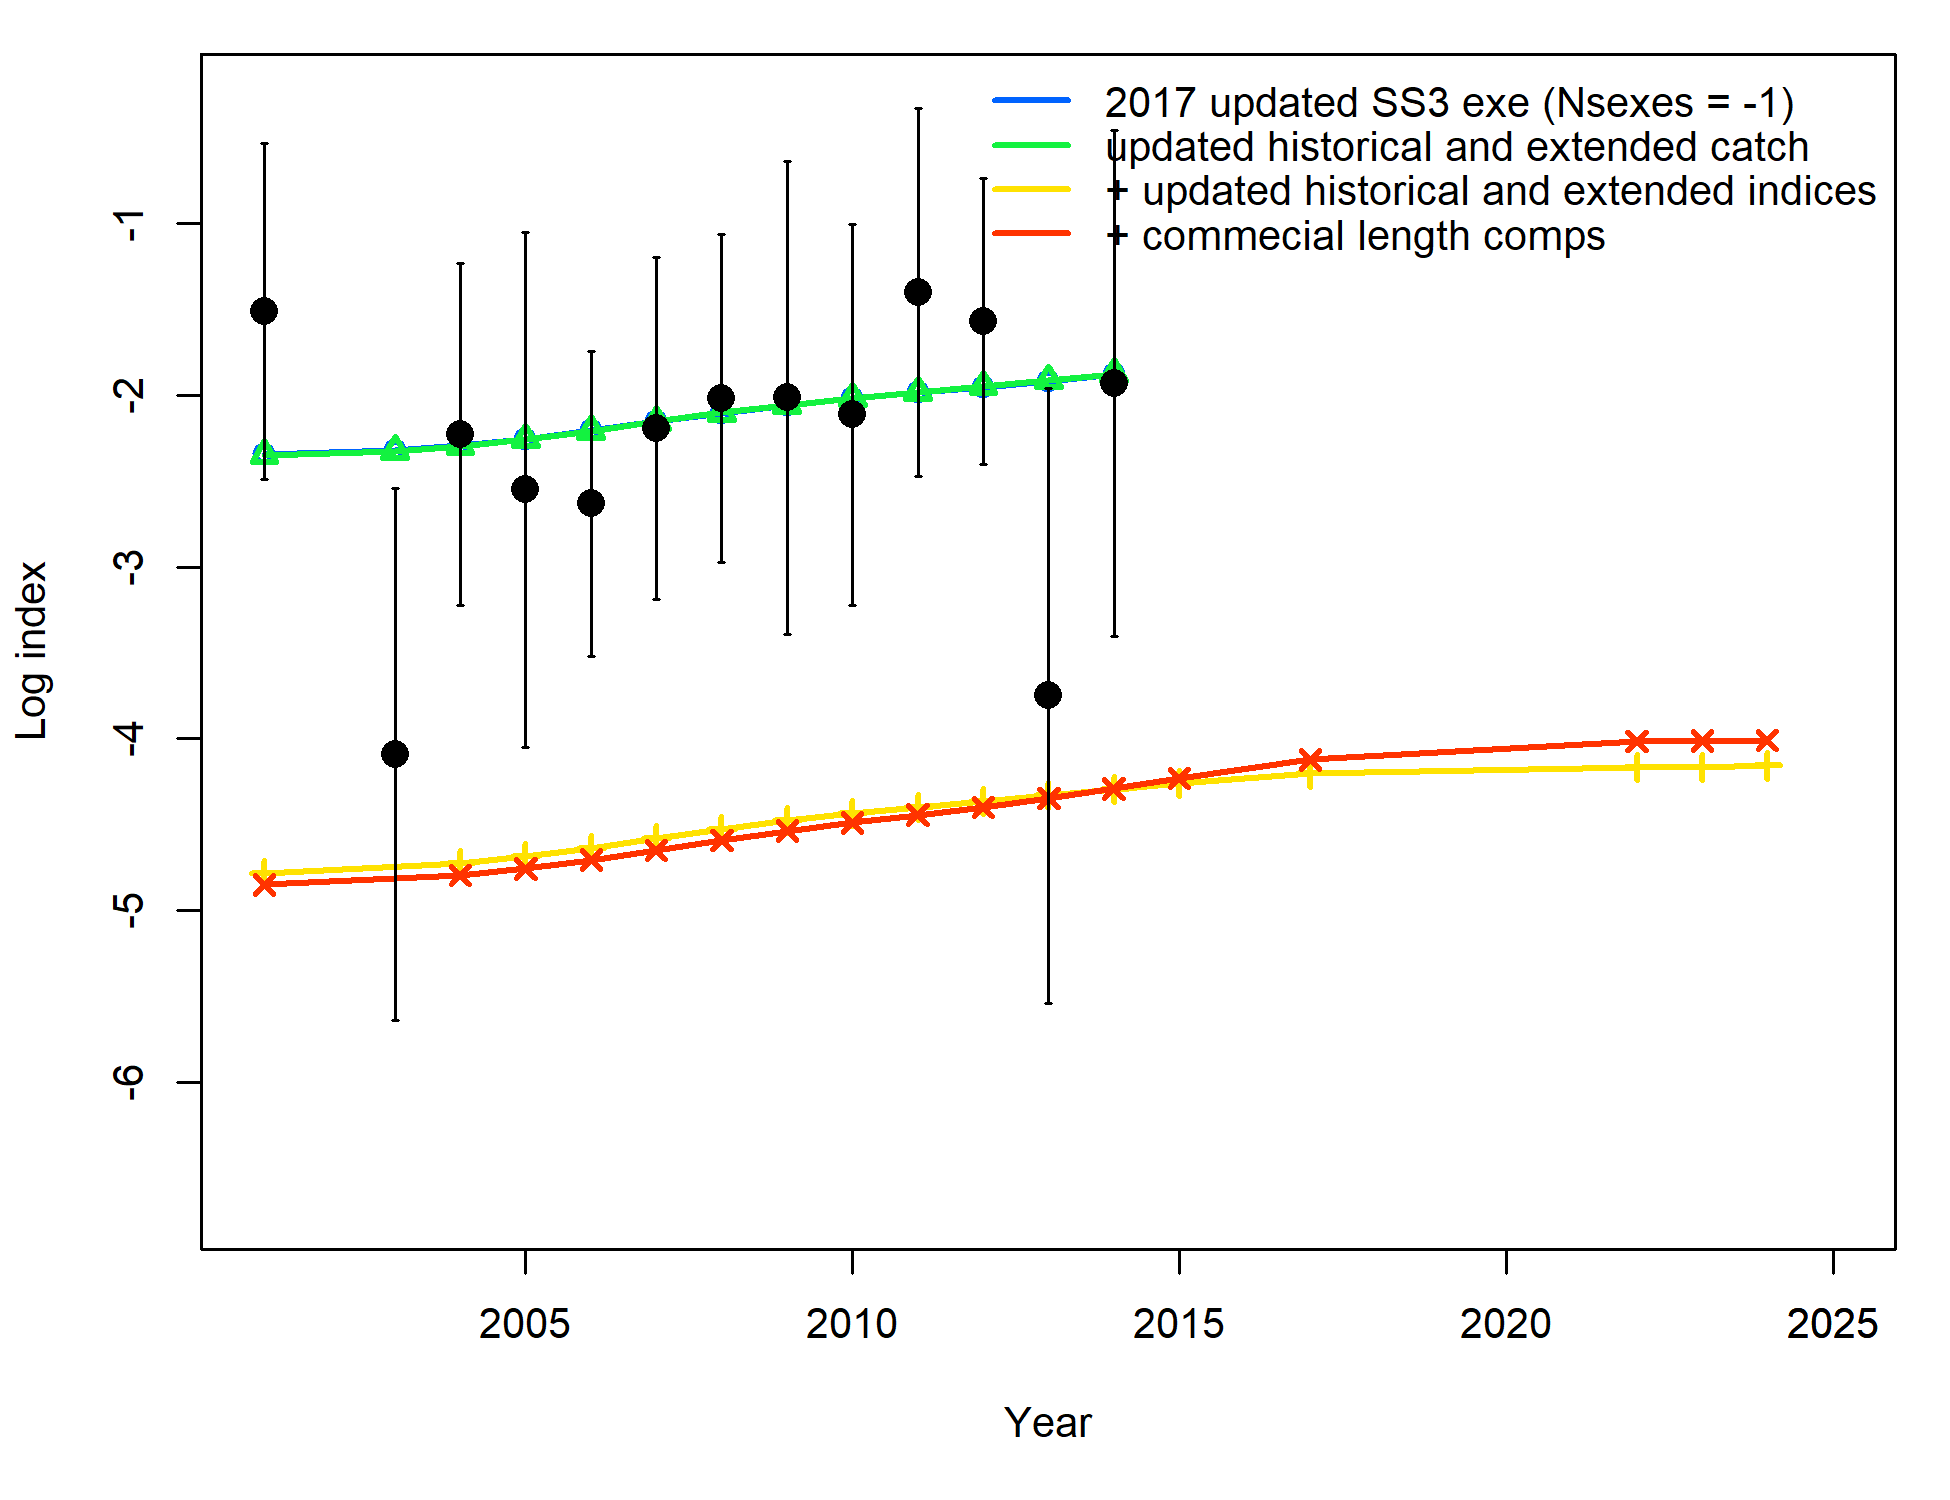 2017 updated SS3 exe (Nsexes = -1)
updated historical and extended catch
+ updated historical and extended indices
+ commecial length comps
Log index
-1
-2
-3
-4
-5
-6
2005
2010
2015
2020
2025
Year